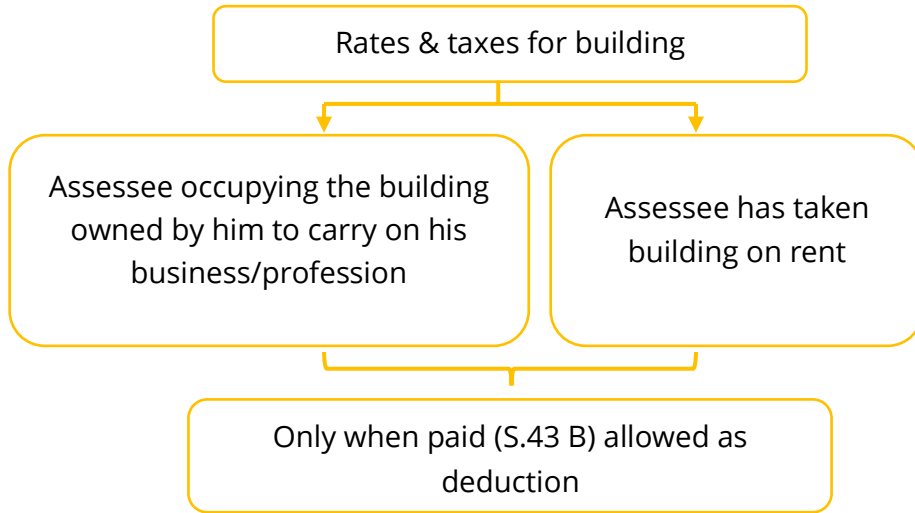 Rates & taxes for building
Assessee occupying the building
owned by him to carry on his
business/profession
Assessee has taken
building on rent
Only when paid (S.43 B) allowed as
deduction